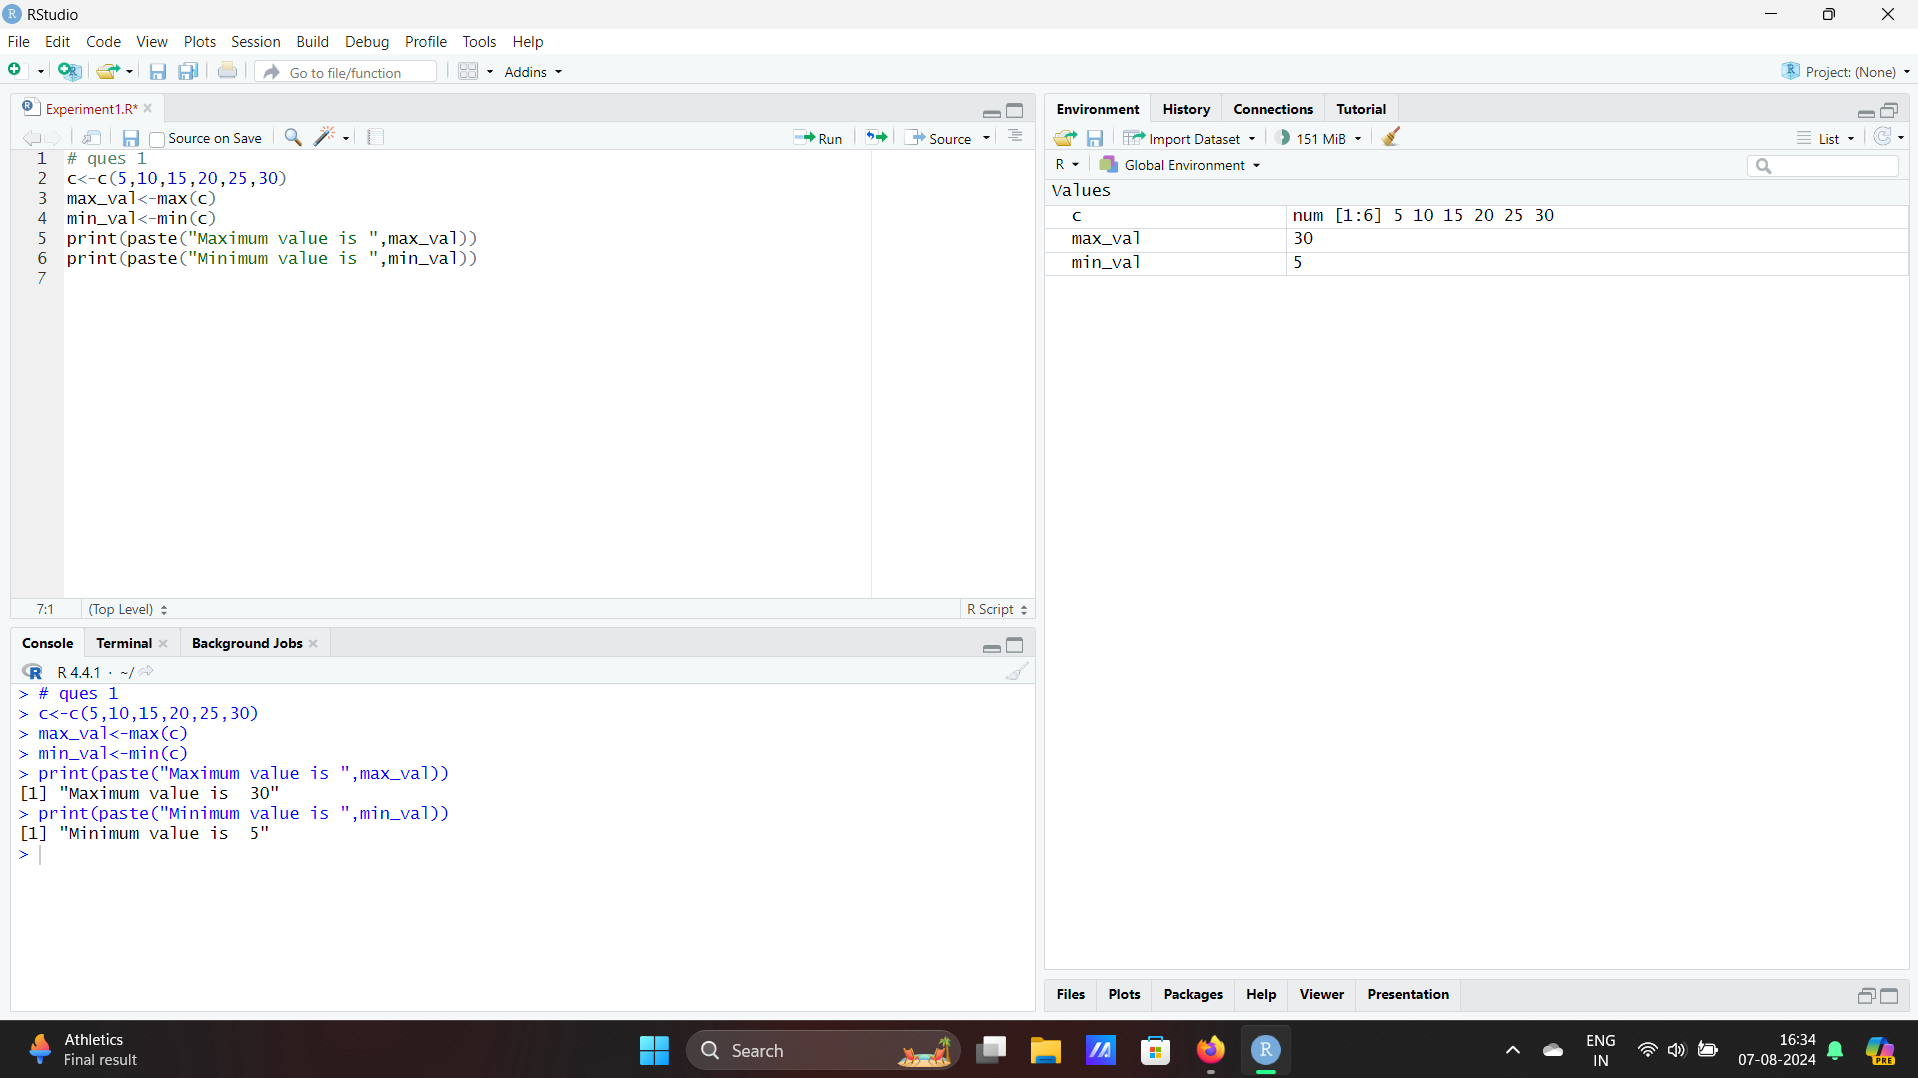 RStudio
File Edit Code View Plots Session Build Debug Profile Tools Help
Go to file/function Addins Project: (None)
Experiment1.R*
Source on Save Run Source
1 # ques 1
2 c<-c(5,10,15,20,25,30)
3 max_val<-max(c)
4 min_val<-min(c)
5 print(paste("Maximum value is ",max_val))
6 print(paste("Minimum value is ",min_val))
7
7:1 (Top Level) R Script
Console Terminal Background Jobs
R 4.4.1 · ~/
> # ques 1
> c<-c(5,10,15,20,25,30)
> max_val<-max(c)
> min_val<-min(c)
> print(paste("Maximum value is ",max_val))
[1] "Maximum value is  30"
> print(paste("Minimum value is ",min_val))
[1] "Minimum value is  5"
>
Environment History Connections Tutorial
Import Dataset 151 MiB List
R Global Environment
Values
c num [1:6] 5 10 15 20 25 30
max_val 30
min_val 5
Files Plots Packages Help Viewer Presentation
Athletics
Final result
Search
ENG
IN
16:34
07-08-2024
PRE